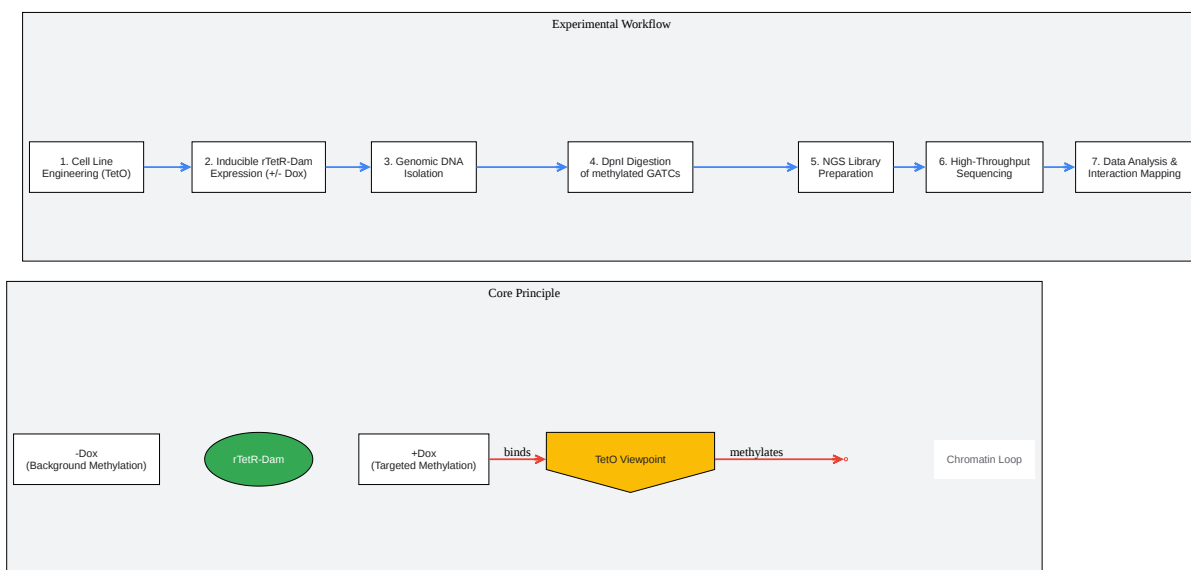 Experimental Workflow
1. Cell Line
Engineering (TetO)
2. Inducible rTetR-Dam
Expression (+/- Dox)
3. Genomic DNA
Isolation
4. DpnI Digestion
of methylated GATCs
5. NGS Library
Preparation
6. High-Throughput
Sequencing
7. Data Analysis &
Interaction Mapping
Core Principle
-Dox
(Background Methylation)
rTetR-Dam
+Dox
(Targeted Methylation)
binds
TetO Viewpoint
methylates
Chromatin Loop